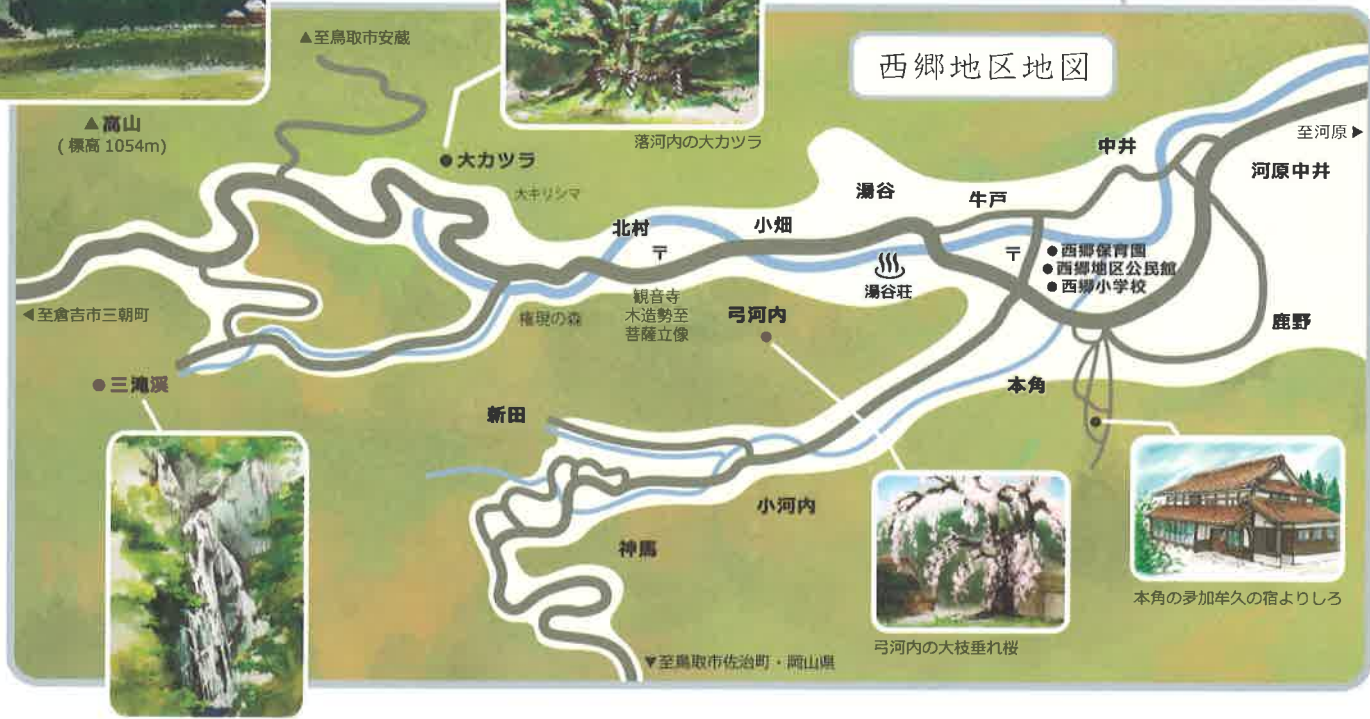 西郷地区地図
▲至鳥取市安蔵
▲高山
(標高 1054m)
落河内の大カツラ
●大カツラ
大キリシマ
中井
至河原▶
河原中井
湯谷
牛戸
北村
小畑
〒
〒
●西郷保育園
●西郷地区公民館
●西郷小学校
湯谷荘
◀至倉吉市三朝町
権現の森
観音寺
木造勢至
菩薩立像
弓河内
鹿野
●三滝渓
新田
本角
小河内
神馬
本角の夛加牟久の宿よりしろ
弓河内の大枝垂れ桜
▼至鳥取市佐治町・岡山県